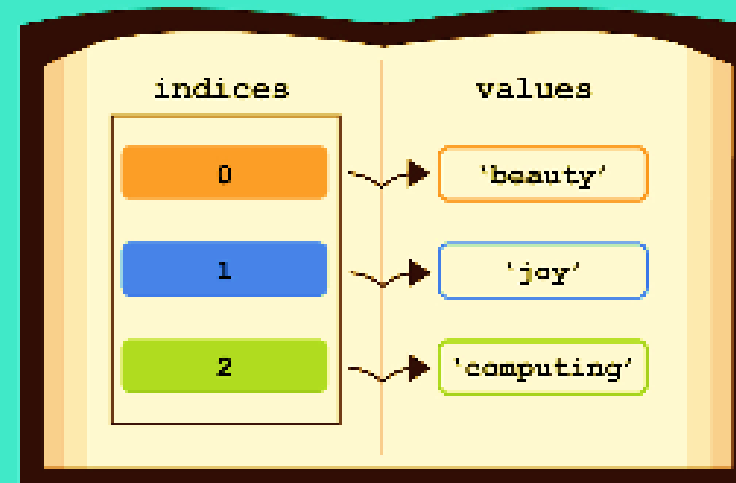 indices values
0 'beauty'
1 'joy'
2 'computing'